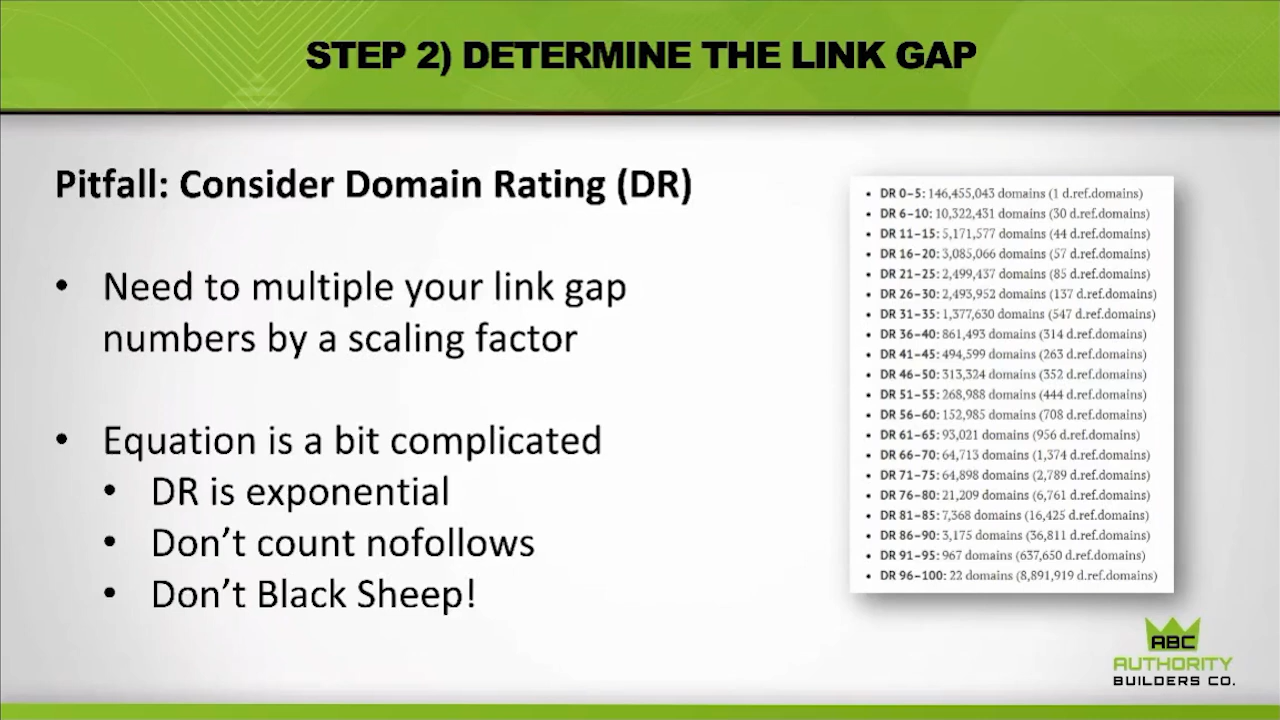 STEP 2) DETERMINE THE LINK GAP
Pitfall: Consider Domain Rating (DR)
• Need to multiple your link gap
numbers by a scaling factor
• Equation is a bit complicated
• DR is exponential
• Don’t count nofollows
• Don’t Black Sheep!
• DR 0–5: 146,455,043 domains (1 d.ref.domains)
• DR 6–10: 10,322,431 domains (30 d.ref.domains)
• DR 11–15: 5,171,577 domains (44 d.ref.domains)
• DR 16–20: 3,085,066 domains (57 d.ref.domains)
• DR 21–25: 2,499,437 domains (85 d.ref.domains)
• DR 26–30: 2,493,952 domains (137 d.ref.domains)
• DR 31–35: 1,377,630 domains (547 d.ref.domains)
• DR 36–40: 861,493 domains (314 d.ref.domains)
• DR 41–45: 494,599 domains (263 d.ref.domains)
• DR 46–50: 313,324 domains (352 d.ref.domains)
• DR 51–55: 268,988 domains (444 d.ref.domains)
• DR 56–60: 152,985 domains (708 d.ref.domains)
• DR 61–65: 93,021 domains (956 d.ref.domains)
• DR 66–70: 64,713 domains (1,374 d.ref.domains)
• DR 71–75: 64,898 domains (2,789 d.ref.domains)
• DR 76–80: 21,209 domains (6,761 d.ref.domains)
• DR 81–85: 7,368 domains (16,425 d.ref.domains)
• DR 86–90: 3,175 domains (36,811 d.ref.domains)
• DR 91–95: 967 domains (637,650 d.ref.domains)
• DR 96–100: 22 domains (8,891,919 d.ref.domains)
ABC
AUTHORITY
BUILDERS CO.